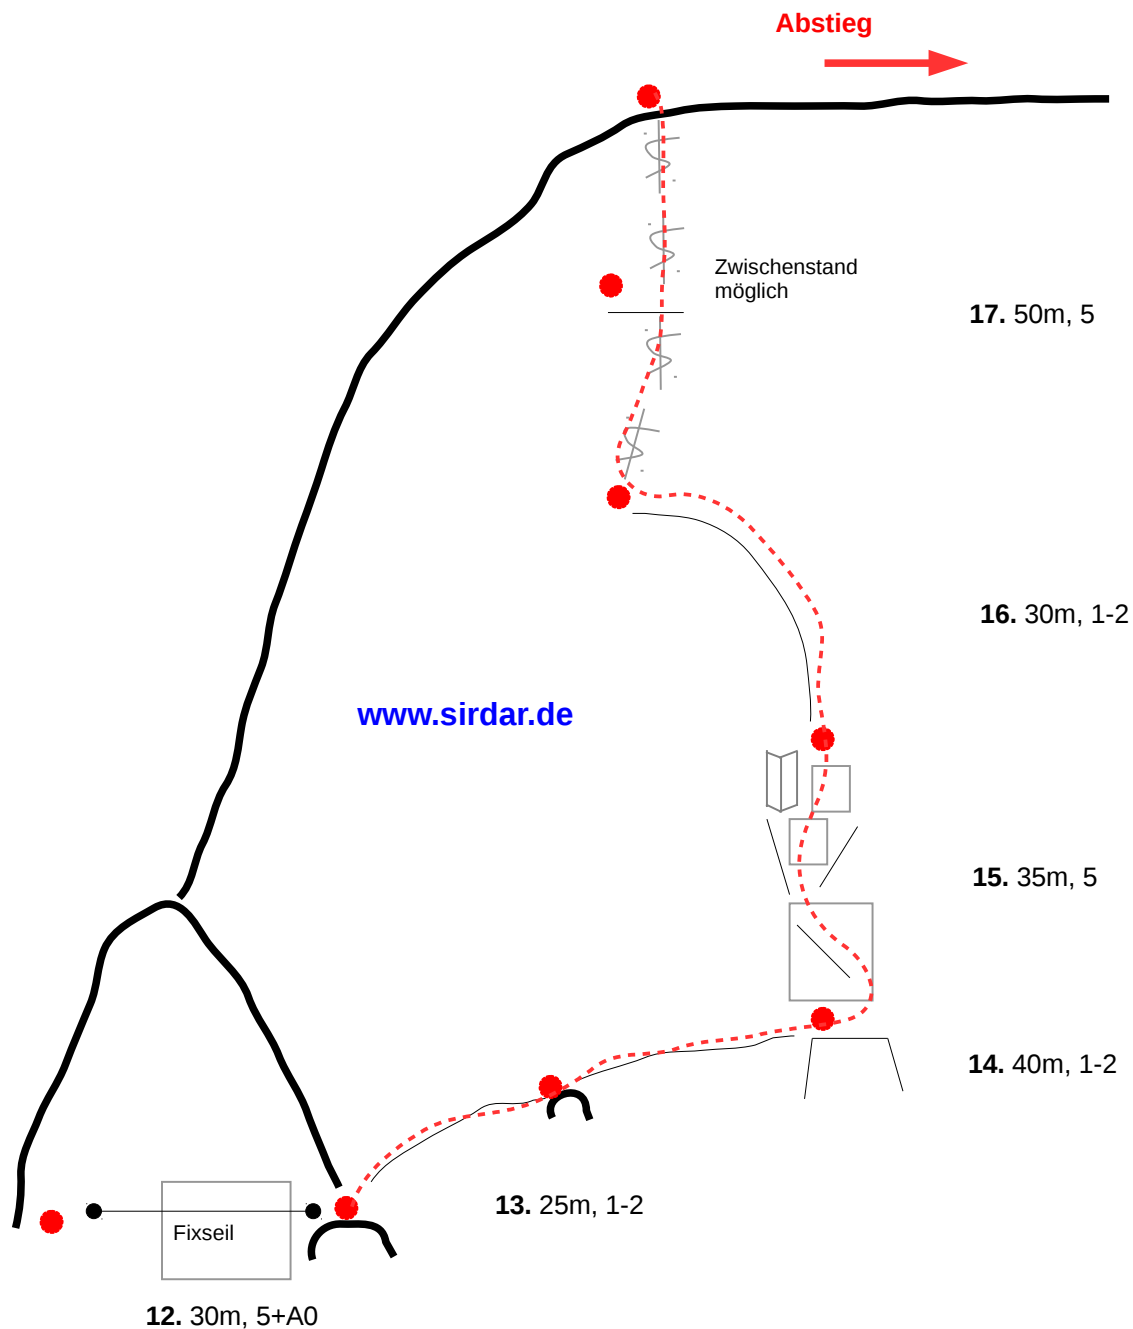 Abstieg
Zwischenstand
möglich
17. 50m, 5
16. 30m, 1-2
www.sirdar.de
15. 35m, 5
14. 40m, 1-2
13. 25m, 1-2
Fixseil
12. 30m, 5+A0